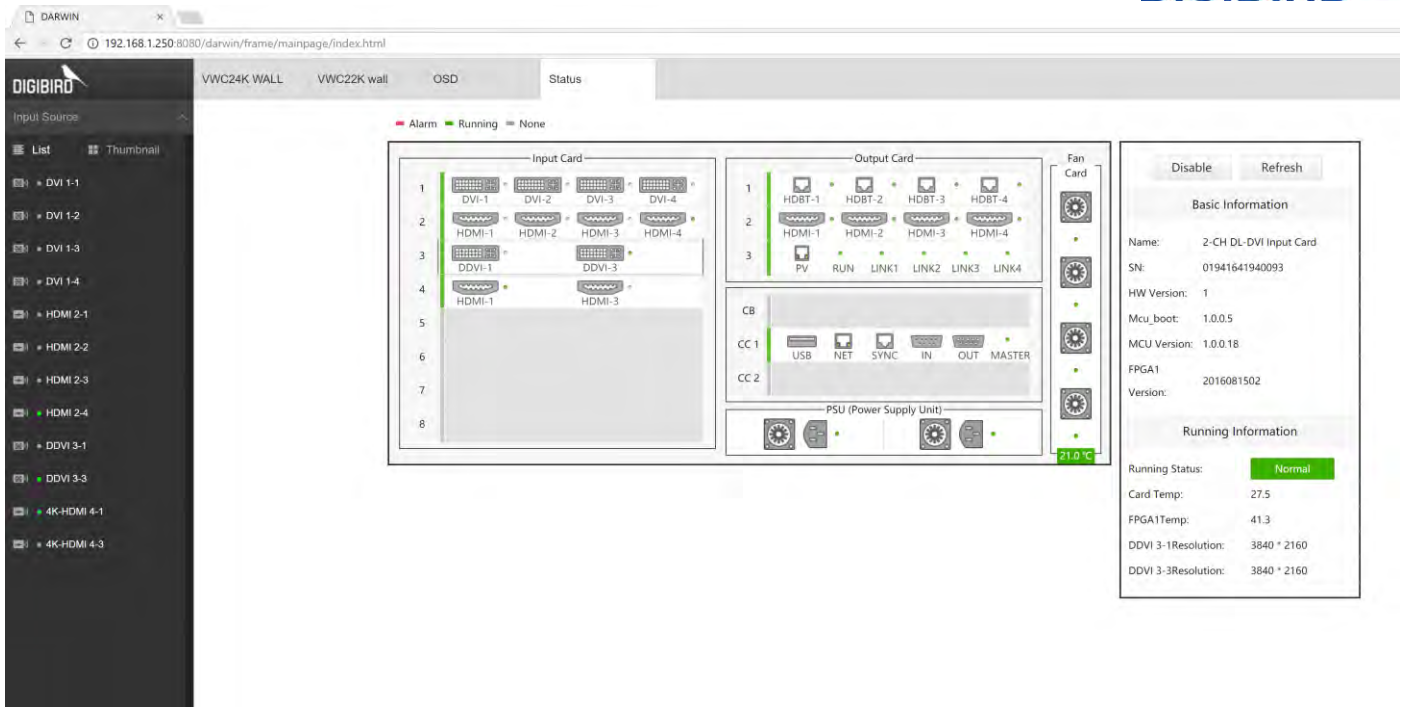 DARWIN
192.168.1.250:8080/darwin/frame/mainpage/index.html
DIGIBIRD
VWC24K WALL VWC22K wall OSD Status
Input Source
List Thumbnail
DVI 1-1
DVI 1-2
DVI 1-3
DVI 1-4
HDMI 2-1
HDMI 2-2
HDMI 2-3
HDMI 2-4
DDVI 3-1
DDVI 3-3
4K-HDMI 4-1
4K-HDMI 4-3
Alarm Running None
Input Card
1 DVI-1 DVI-2 DVI-3 DVI-4
2 HDMI-1 HDMI-2 HDMI-3 HDMI-4
3 DDVI-1 DDVI-3
4 HDMI-1 HDMI-3
5
6
7
8
Output Card
1 HDBT-1 HDBT-2 HDBT-3 HDBT-4
2 HDMI-1 HDMI-2 HDMI-3 HDMI-4
3 PV RUN LINK1 LINK2 LINK3 LINK4
CB
CC 1 USB NET SYNC IN OUT MASTER
CC 2
PSU (Power Supply Unit)
Fan
Card
21.0 °C
Disable Refresh
Basic Information
Name: 2-CH DL-DVI Input Card
SN: 01941641940093
HW Version: 1
Mcu_boot: 1.0.0.5
MCU Version: 1.0.0.18
FPGA1
Version: 2016081502
Running Information
Running Status: Normal
Card Temp: 27.5
FPGA1Temp: 41.3
DDVI 3-1Resolution: 3840 * 2160
DDVI 3-3Resolution: 3840 * 2160